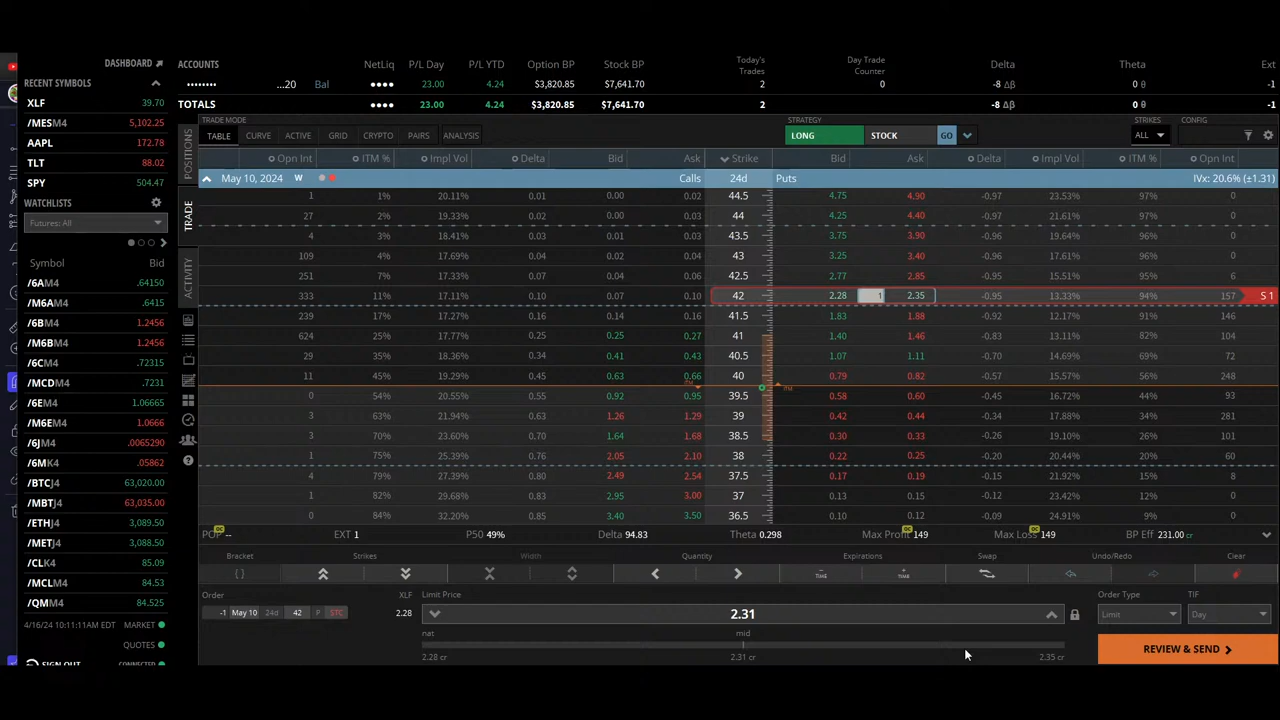 DASHBOARD
ACCOUNTS NetLiq P/L Day P/L YTD Option BP Stock BP Today's Trades Day Trade Counter Delta Theta Ext
RECENT SYMBOLS
•••••••• ...20 Bal •••• 23.00 4.24 $3,820.85 $7,641.70 2 0 -8 Δβ 0 θ -1
TOTALS •••• 23.00 4.24 $3,820.85 $7,641.70 2 -8 Δβ 0 θ -1
XLF 39.70
/MESM4 5,102.25
AAPL 172.78
TLT 88.02
SPY 504.47
WATCHLISTS
Futures: All
Symbol Bid
/6AM4 .64150
/M6AM4 .6415
/6BM4 1.2456
/M6BM4 1.2456
/6CM4 .72315
/MCDM4 .7231
/6EM4 1.06665
/M6EM4 1.0666
/6JM4 .0065290
/6MK4 .05862
/BTCJ4 63,020.00
/MBTJ4 63,035.00
/ETHJ4 3,089.50
/METJ4 3,088.50
/CLK4 85.09
/MCLM4 84.53
/QMM4 84.525
4/16/24 10:11:11AM EDT MARKET
QUOTES
SIGN OUT CONNECTED
POSITIONS
TRADE
ACTIVITY
TRADE MODE STRATEGY STRIKES CONFIG
TABLE CURVE ACTIVE GRID CRYPTO PAIRS ANALYSIS LONG STOCK GO ALL
Opn Int ITM % Impl Vol Delta Bid Ask Strike Bid Ask Delta Impl Vol ITM % Opn Int
May 10, 2024 W Calls 24d Puts IVx: 20.6% (±1.31)
1 1% 20.11% 0.01 0.00 0.02 44.5 4.75 4.90 -0.97 23.53% 97% 0
27 2% 19.33% 0.02 0.00 0.03 44 4.25 4.40 -0.97 21.61% 97% 0
4 3% 18.41% 0.03 0.01 0.03 43.5 3.75 3.90 -0.96 19.64% 96% 0
109 4% 17.69% 0.04 0.02 0.04 43 3.25 3.40 -0.96 17.61% 96% 0
251 7% 17.33% 0.07 0.04 0.06 42.5 2.77 2.85 -0.95 15.51% 95% 6
333 11% 17.11% 0.10 0.07 0.10 42 2.28 1 2.35 -0.95 13.33% 94% 157 S 1
239 17% 17.27% 0.16 0.14 0.16 41.5 1.83 1.88 -0.92 12.17% 91% 146
624 25% 17.77% 0.24 0.25 0.27 41 1.40 1.46 -0.83 13.11% 82% 104
29 35% 18.36% 0.34 0.41 0.43 40.5 1.07 1.11 -0.70 14.69% 69% 72
11 45% 19.29% 0.45 0.63 0.66 40 0.79 0.82 -0.57 15.57% 56% 248
ITM ITM
0 54% 20.55% 0.55 0.92 0.95 39.5 0.58 0.60 -0.45 16.72% 44% 93
3 63% 21.94% 0.63 1.26 1.29 39 0.42 0.44 -0.34 17.88% 34% 281
3 70% 23.60% 0.70 1.64 1.68 38.5 0.30 0.33 -0.26 19.10% 26% 101
1 75% 25.39% 0.76 2.05 2.10 38 0.22 0.25 -0.20 20.44% 20% 60
4 79% 27.39% 0.80 2.49 2.54 37.5 0.17 0.19 -0.15 21.92% 15% 8
1 82% 29.68% 0.83 2.95 3.00 37 0.13 0.15 -0.12 23.42% 12% 0
0 84% 32.20% 0.85 3.40 3.50 36.5 0.10 0.12 -0.09 24.91% 9% 0
OC OC OC
POP -- EXT 1 P50 49% Delta 94.83 Theta 0.298 Max Profit 149 Max Loss 149 BP Eff 231.00 cr
Bracket Strikes Width Quantity Expirations Swap Undo/Redo Clear
{ } - TIME + TIME
Order XLF Limit Price Order Type TIF
-1 May 10 24d 42 P STC 2.28 2.31 Limit Day
nat mid
2.28 cr 2.31 cr 2.35 cr
REVIEW & SEND